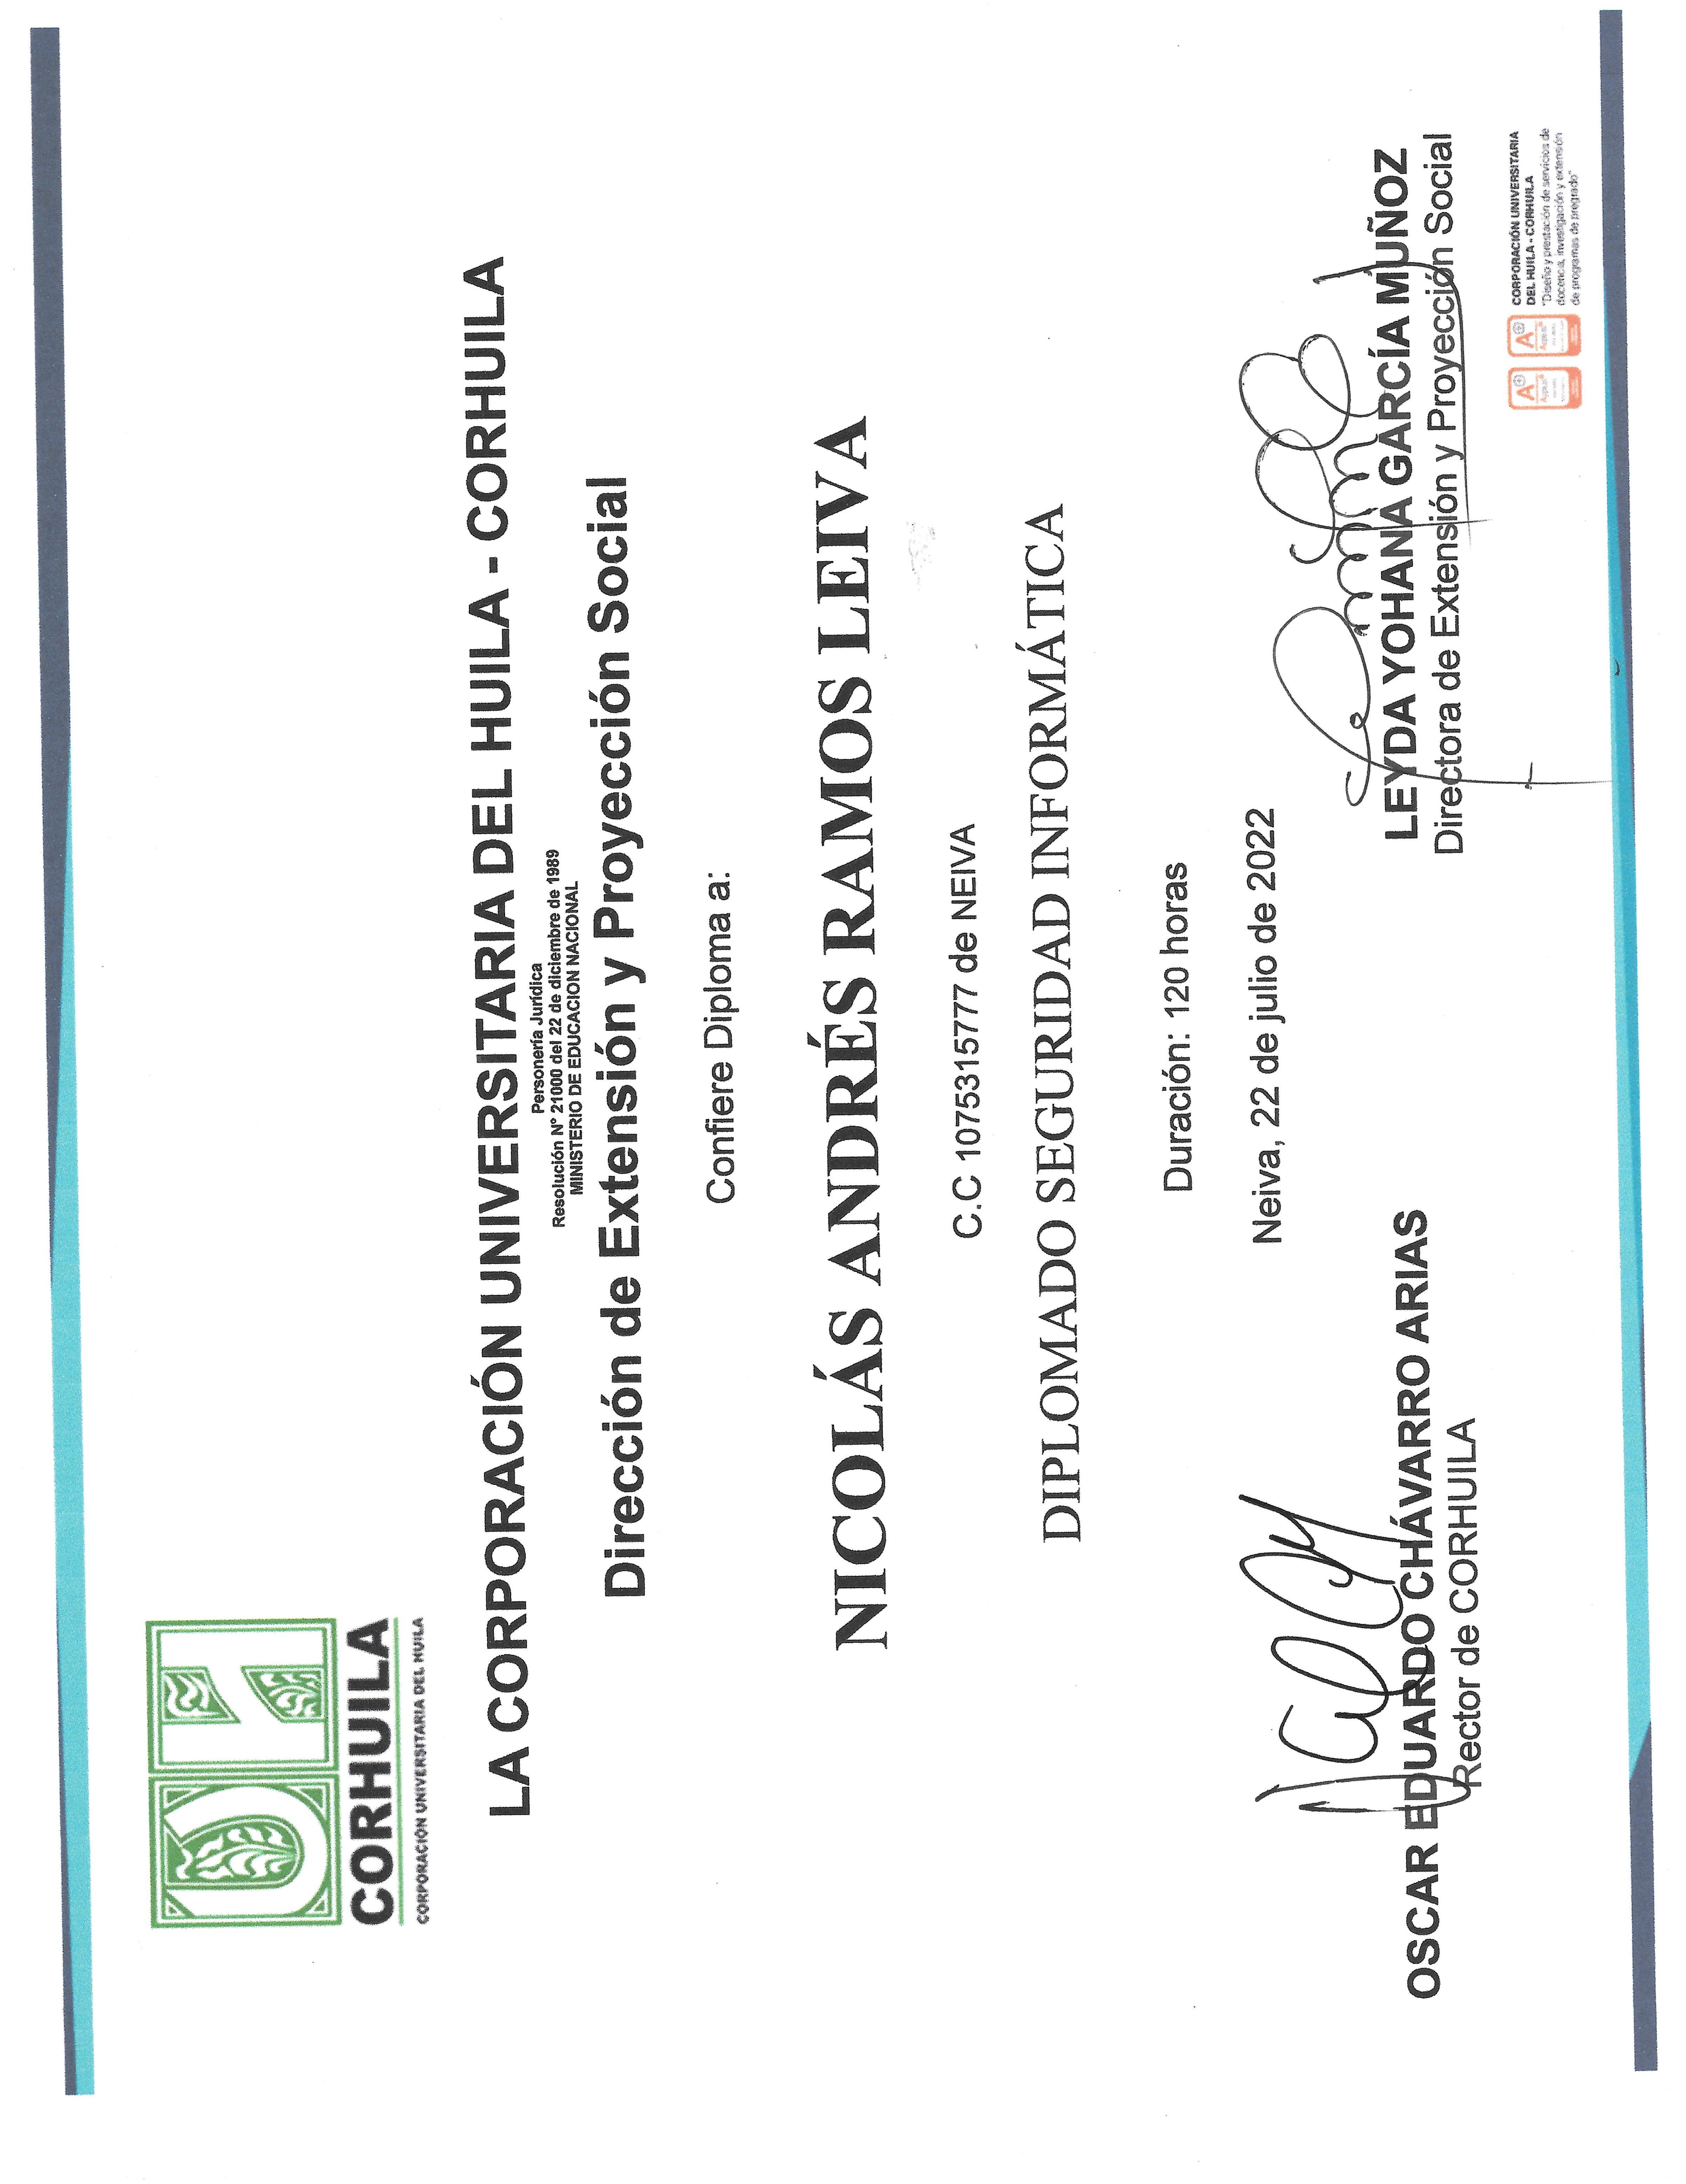 UH
CORHUILA
CORPORACIÓN UNIVERSITARIA DEL HUILA
LA CORPORACIÓN UNIVERSITARIA DEL HUILA - CORHUILA
Personería Jurídica
Resolución Nº 21000 del 22 de diciembre de 1989
MINISTERIO DE EDUCACION NACIONAL
Dirección de Extensión y Proyección Social
Confiere Diploma a:
NICOLÁS ANDRÉS RAMOS LEIVA
C.C 1075315777 de NEIVA
DIPLOMADO SEGURIDAD INFORMÁTICA
Duración: 120 horas
Neiva, 22 de julio de 2022
OSCAR EDUARDO CHÁVARRO ARIAS
Rector de CORHUILA
LEYDA YOHANA GARCÍA MUÑOZ
Directora de Extensión y Proyección Social
CORPORACIÓN UNIVERSITARIA
DEL HUILA - CORHUILA
"Diseño y prestación de servicios de
docencia, investigación y extensión
de programas de pregrado"